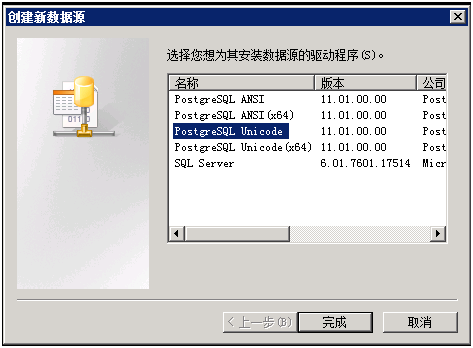 创建新数据源
选择您想为其安装数据源的驱动程序(S)。
名称 版本 公司
PostgreSQL ANSI 11.01.00.00 Post
PostgreSQL ANSI(x64) 11.01.00.00 Post
PostgreSQL Unicode 11.01.00.00 Post
PostgreSQL Unicode(x64) 11.01.00.00 Post
SQL Server 6.01.7601.17514 Micr
01100
< 上一步(B) 完成 取消